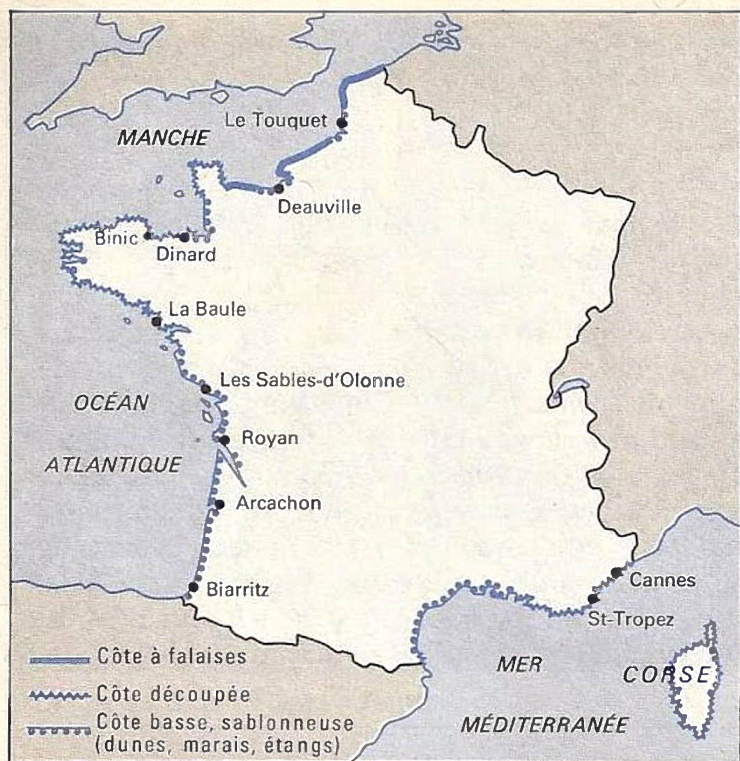 MANCHE
Le Touquet
Deauville
Binic
Dinard
La Baule
Les Sables-d'Olonne
OCÉAN
ATLANTIQUE
Royan
Arcachon
Biarritz
Cannes
St-Tropez
MER
MÉDITERRANÉE
CORSE
Côte à falaises
Côte découpée
Côte basse, sablonneuse
(dunes, marais, étangs)